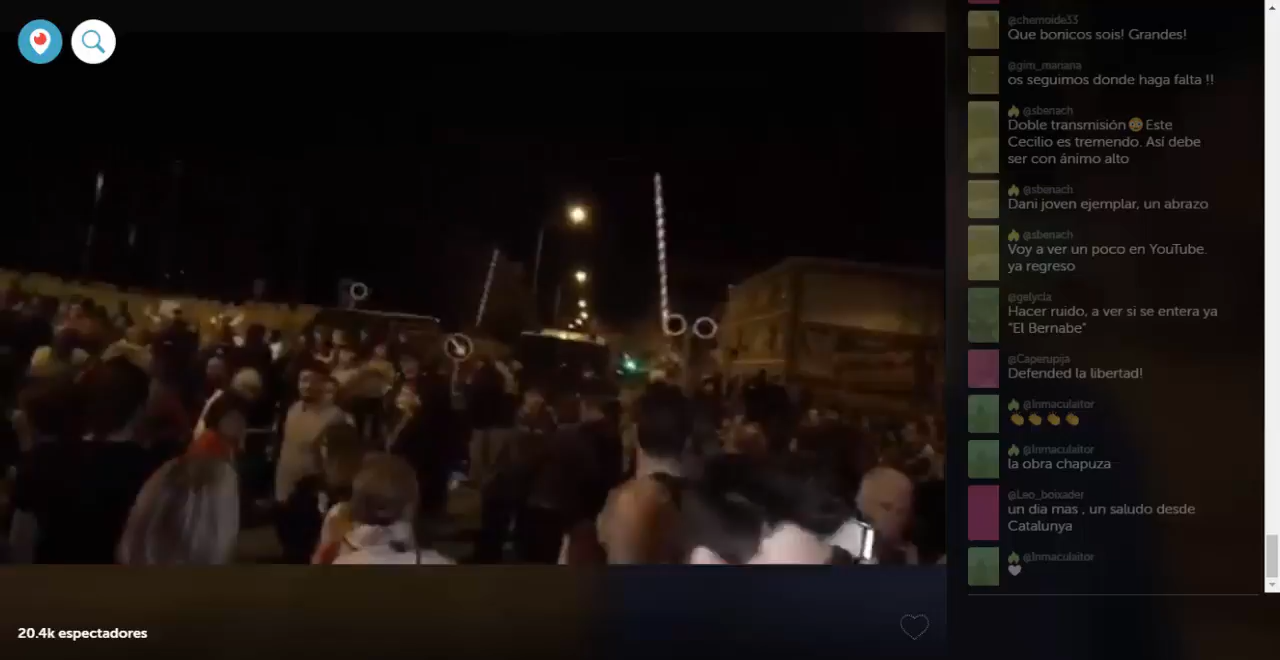 @chemoide33
Que bonicos sois! Grandes!
@gim_mariana
os seguimos donde haga falta !!
@sbenach
Doble transmisión😳Este
Cecilio es tremendo. Así debe
ser con ánimo alto
@sbenach
Dani joven ejemplar, un abrazo
@sbenach
Voy a ver un poco en YouTube.
ya regreso
@gelycia
Hacer ruido, a ver si se entera ya
"El Bernabe"
@Caperupja
Defended la libertad!
@Inmaculaitor
👏👏👏👏
@Inmaculaitor
la obra chapuza
@Leo_boixader
un dia mas , un saludo desde
Catalunya
@Inmaculaitor
20.4k espectadores